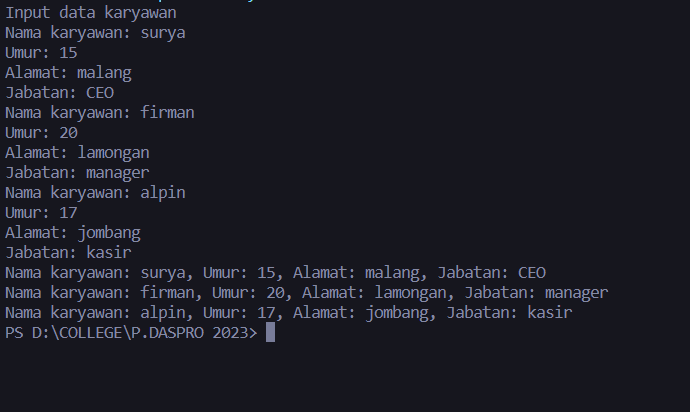 Input data karyawan
Nama karyawan: surya
Umur: 15
Alamat: malang
Jabatan: CEO
Nama karyawan: firman
Umur: 20
Alamat: lamongan
Jabatan: manager
Nama karyawan: alpin
Umur: 17
Alamat: jombang
Jabatan: kasir
Nama karyawan: surya, Umur: 15, Alamat: malang, Jabatan: CEO
Nama karyawan: firman, Umur: 20, Alamat: lamongan, Jabatan: manager
Nama karyawan: alpin, Umur: 17, Alamat: jombang, Jabatan: kasir
PS D:\COLLEGE\P.DASPRO 2023>